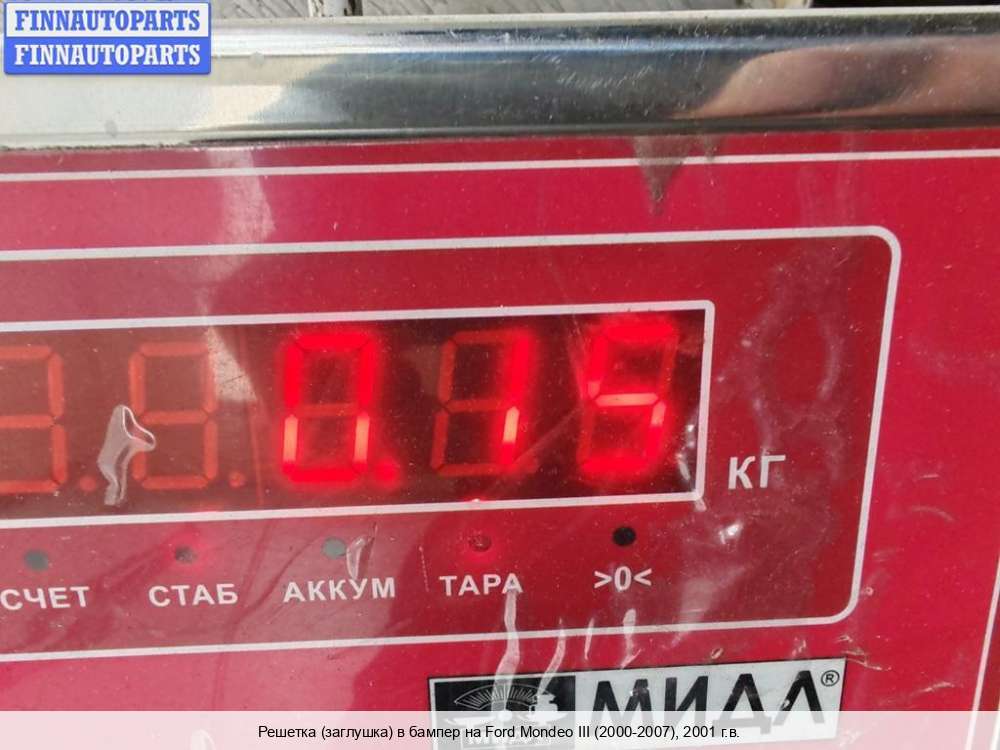 FINNAUTOPARTS
FINNAUTOPARTS
0.15
КГ
СЧЕТ СТАБ АККУМ ТАРА >0<
МИДЛ®
Решетка (заглушка) в бампер на Ford Mondeo III (2000-2007), 2001 г.в.